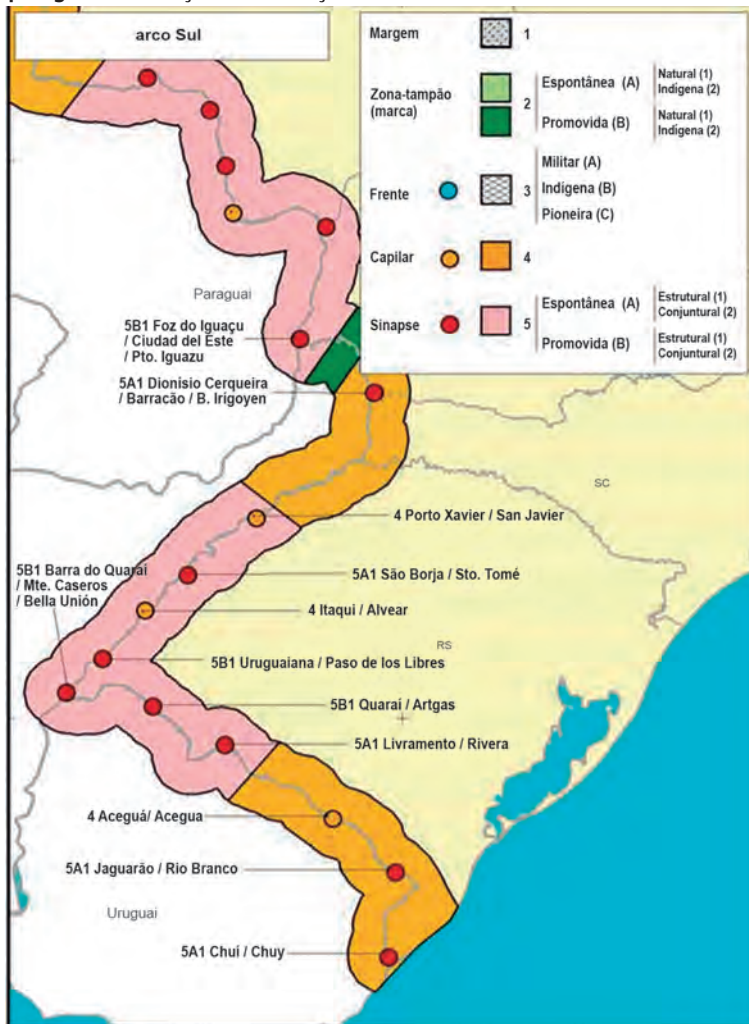 arco Sul
Margem 1
Zona-tampão
(marca)
2
Espontânea (A)
Natural (1)
Indígena (2)
Promovida (B)
Natural (1)
Indígena (2)
Frente 3
Militar (A)
Indígena (B)
Pioneira (C)
Capilar 4
Sinapse 5
Espontânea (A)
Estrutural (1)
Conjuntural (2)
Promovida (B)
Estrutural (1)
Conjuntural (2)
Paraguai
5B1 Foz do Iguaçu
/ Ciudad del Este
/ Pto. Iguazu
5A1 Dionisio Cerqueira
/ Barracão / B. Irigoyen
SC
4 Porto Xavier / San Javier
5B1 Barra do Quaraí
/ Mte. Caseros
/ Bella Unión
5A1 São Borja / Sto. Tomé
4 Itaqui / Alvear
RS
5B1 Uruguaiana / Paso de los Libres
5B1 Quaraí / Artgas
5A1 Livramento / Rivera
4 Aceguá/ Acegua
5A1 Jaguarão / Rio Branco
Uruguai
5A1 Chuí / Chuy